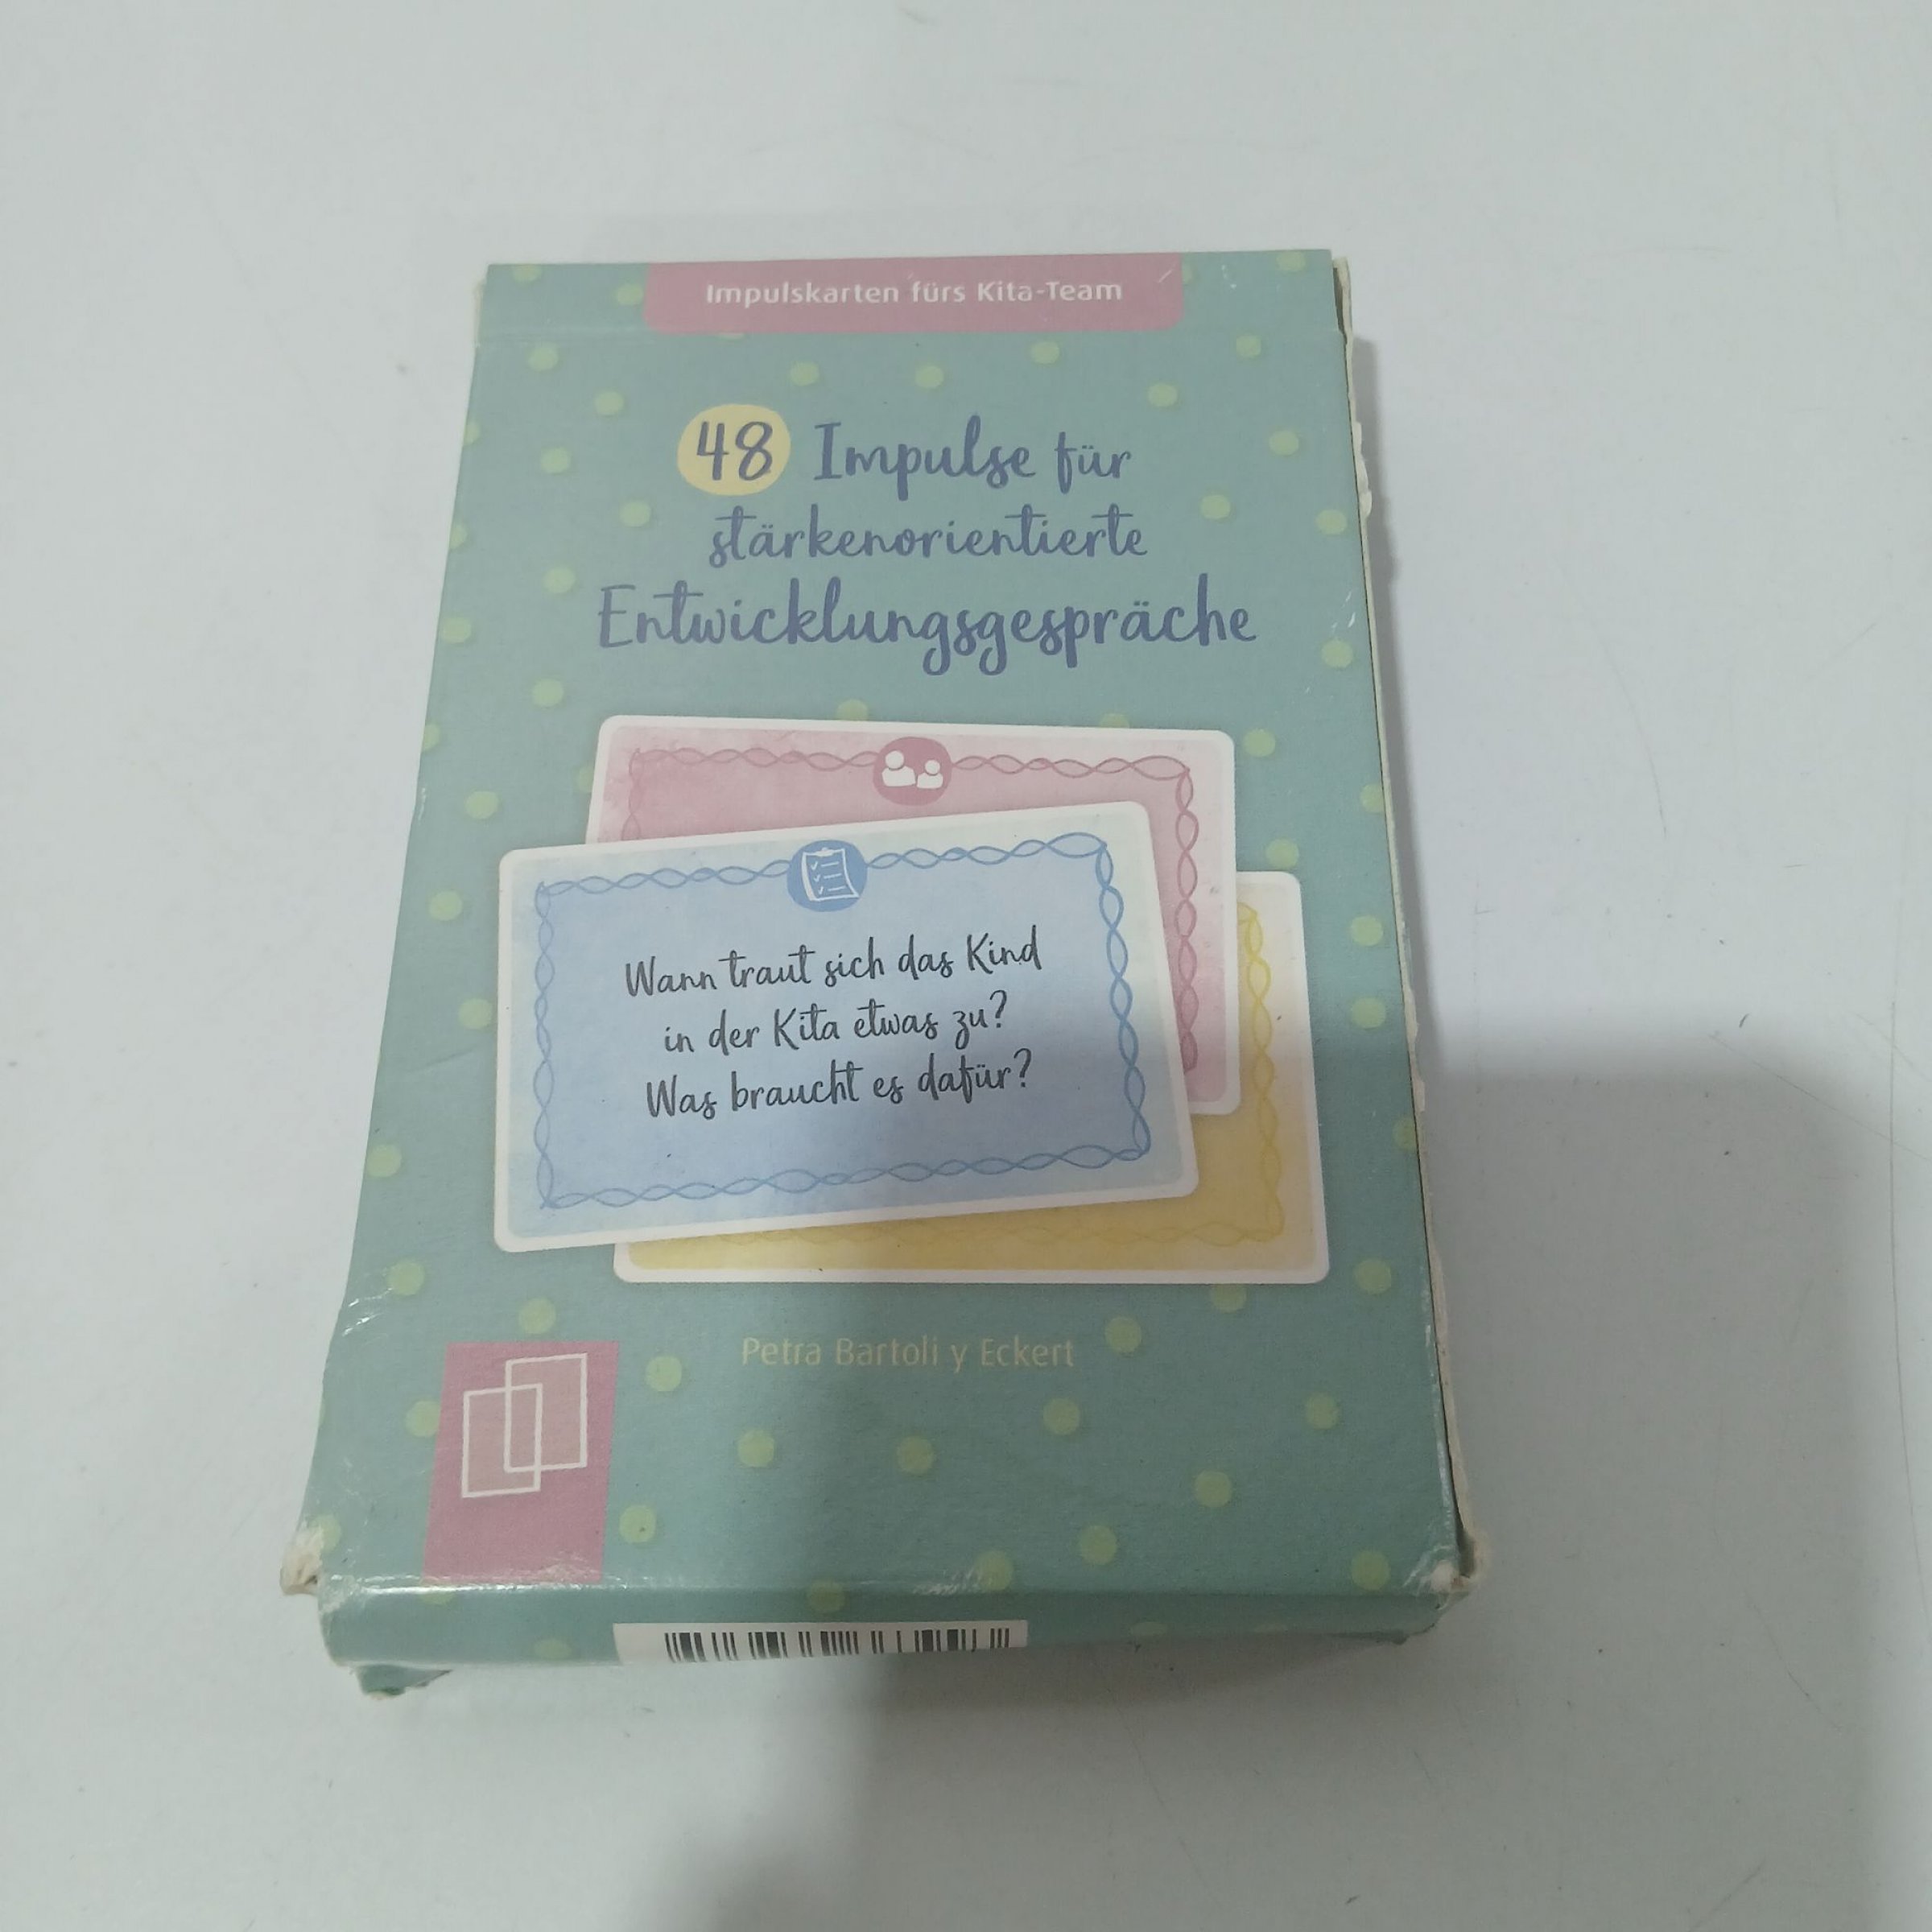 Impulskarten fürs Kita-Team
48 Impulse für
stärkenorientierte
Entwicklungsgespräche
Wann traut sich das Kind
in der Kita etwas zu?
Was braucht es dafür?
Petra Bartoli y Eckert